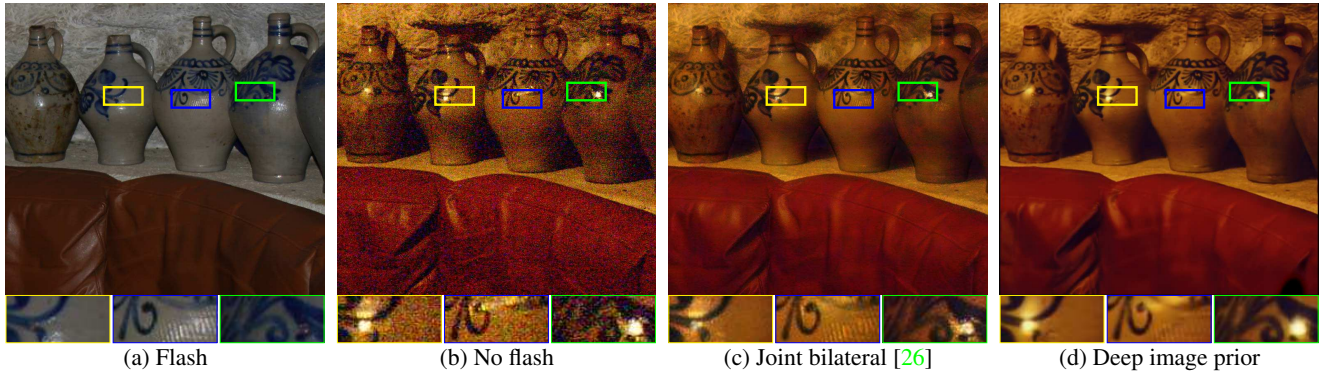 (a) Flash
(b) No flash
(c) Joint bilateral [26]
(d) Deep image prior